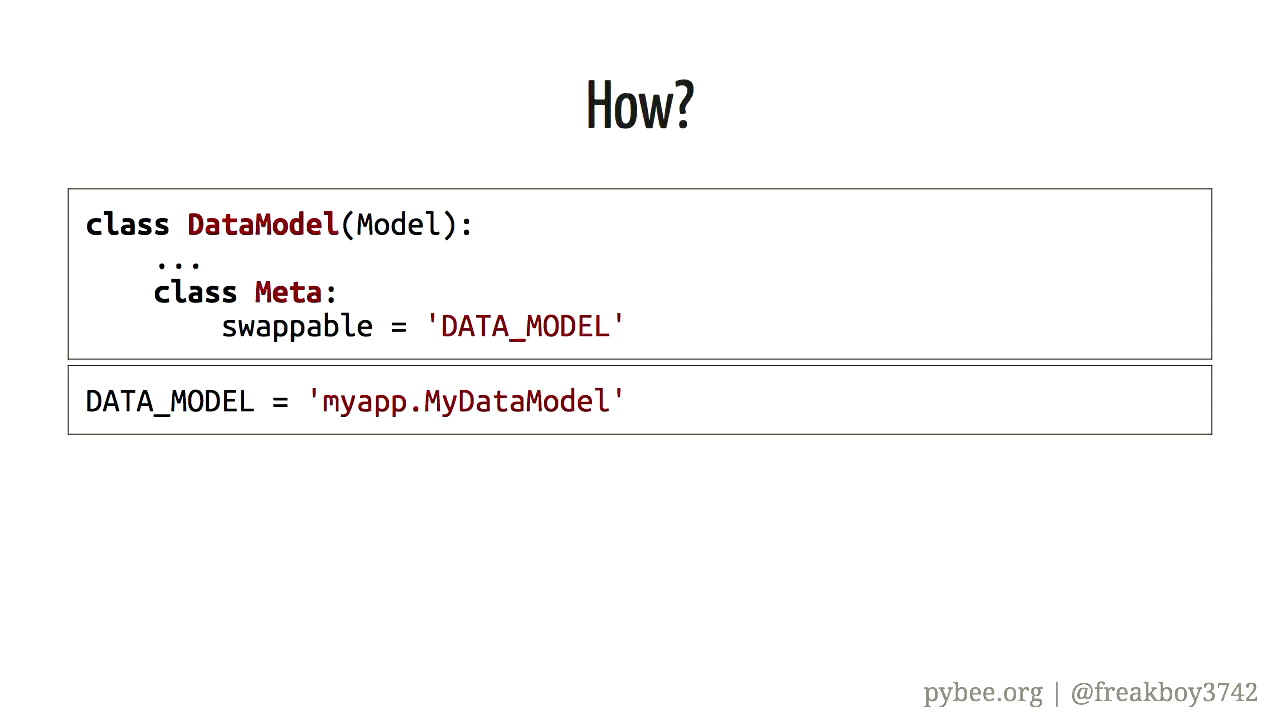 How?
class DataModel(Model):
    ...
    class Meta:
        swappable = 'DATA_MODEL'
DATA_MODEL = 'myapp.MyDataModel'
pybee.org | @freakboy3742